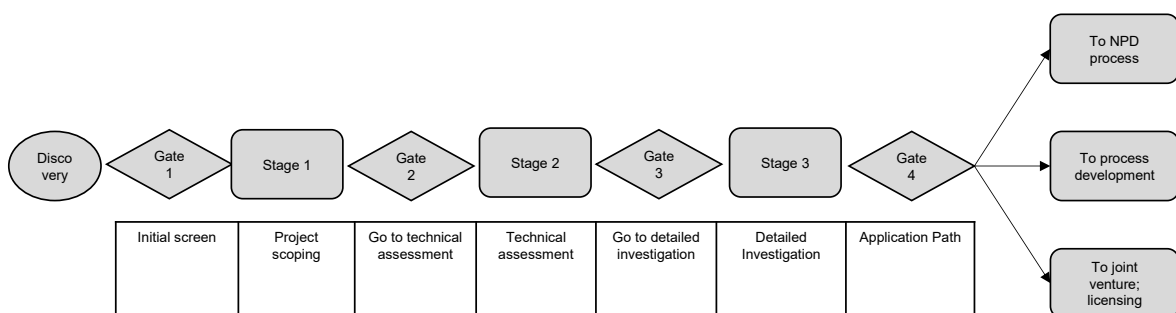 To NPD
process
Disco
very
Gate
1
Stage 1
Gate
2
Stage 2
Gate
3
Stage 3
Gate
4
To process
development
Initial screen
Project
scoping
Go to technical
assessment
Technical
assessment
Go to detailed
investigation
Detailed
Investigation
Application Path
To joint
venture;
licensing